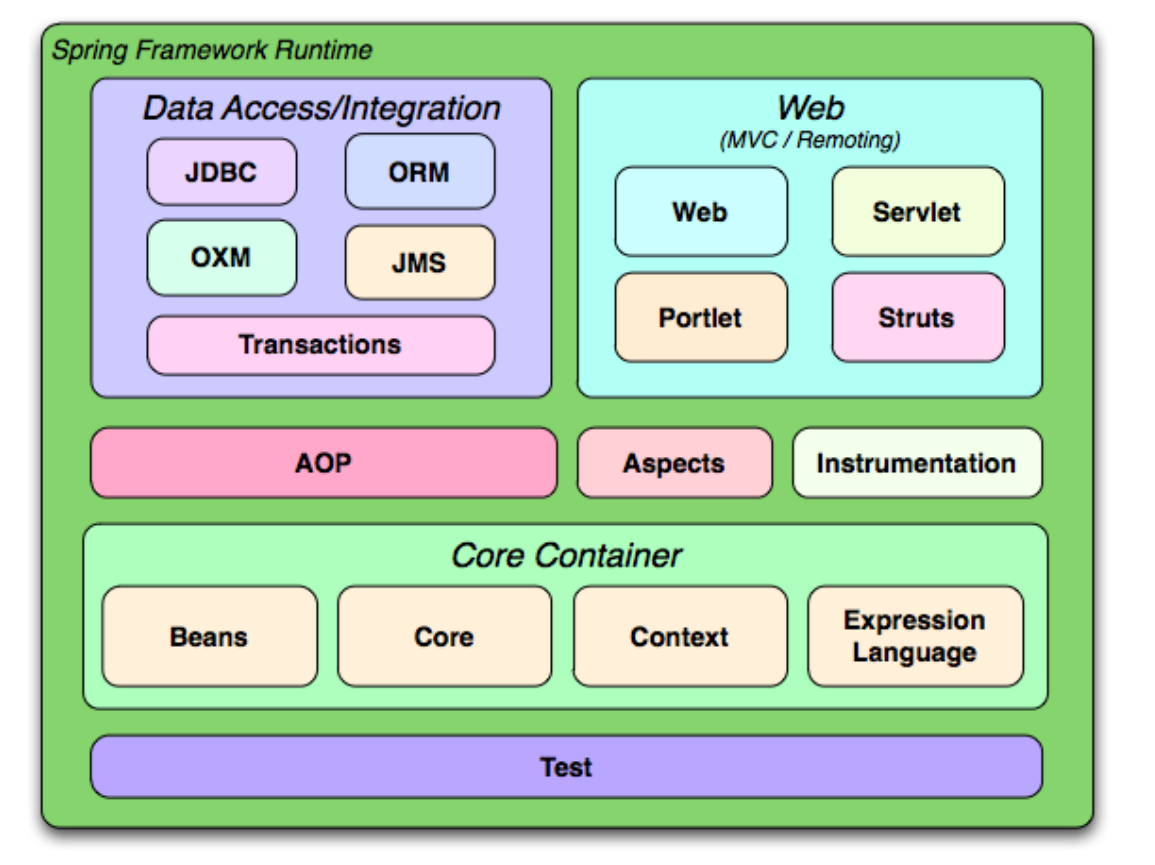 Spring Framework Runtime
Data Access/Integration
JDBC
ORM
OXM
JMS
Transactions
Web
(MVC / Remoting)
Web
Servlet
Portlet
Struts
AOP
Aspects
Instrumentation
Core Container
Beans
Core
Context
Expression
Language
Test